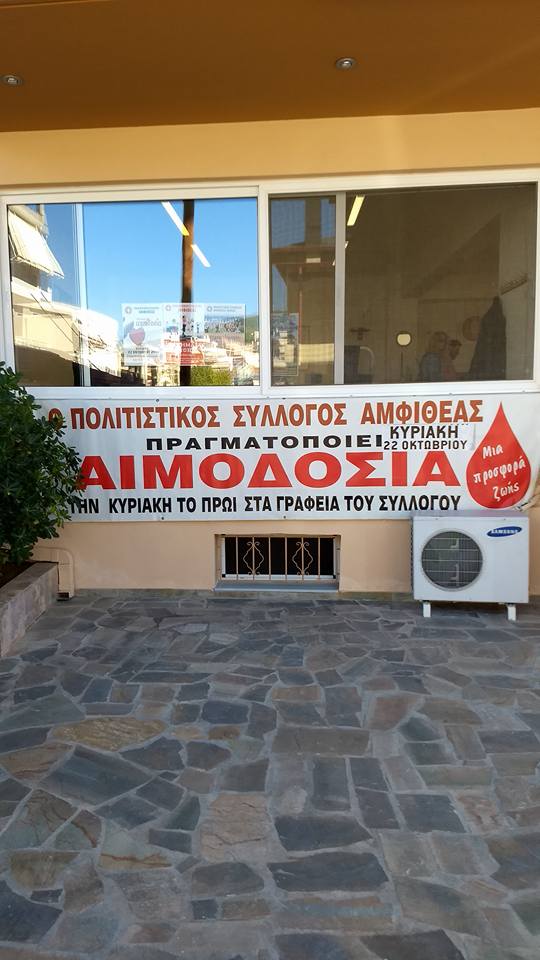 Ο ΠΟΛΙΤΙΣΤΙΚΟΣ ΣΥΛΛΟΓΟΣ ΑΜΦΙΘΕΑΣ
ΠΡΑΓΜΑΤΟΠΟΙΕΙ
ΚΥΡΙΑΚΗ
22 ΟΚΤΩΒΡΙΟΥ
ΑΙΜΟΔΟΣΙΑ
ΤΗΝ ΚΥΡΙΑΚΗ ΤΟ ΠΡΩΙ ΣΤΑ ΓΡΑΦΕΙΑ ΤΟΥ ΣΥΛΛΟΓΟΥ
Μια
προσφορά
ζωής
SAMSUNG